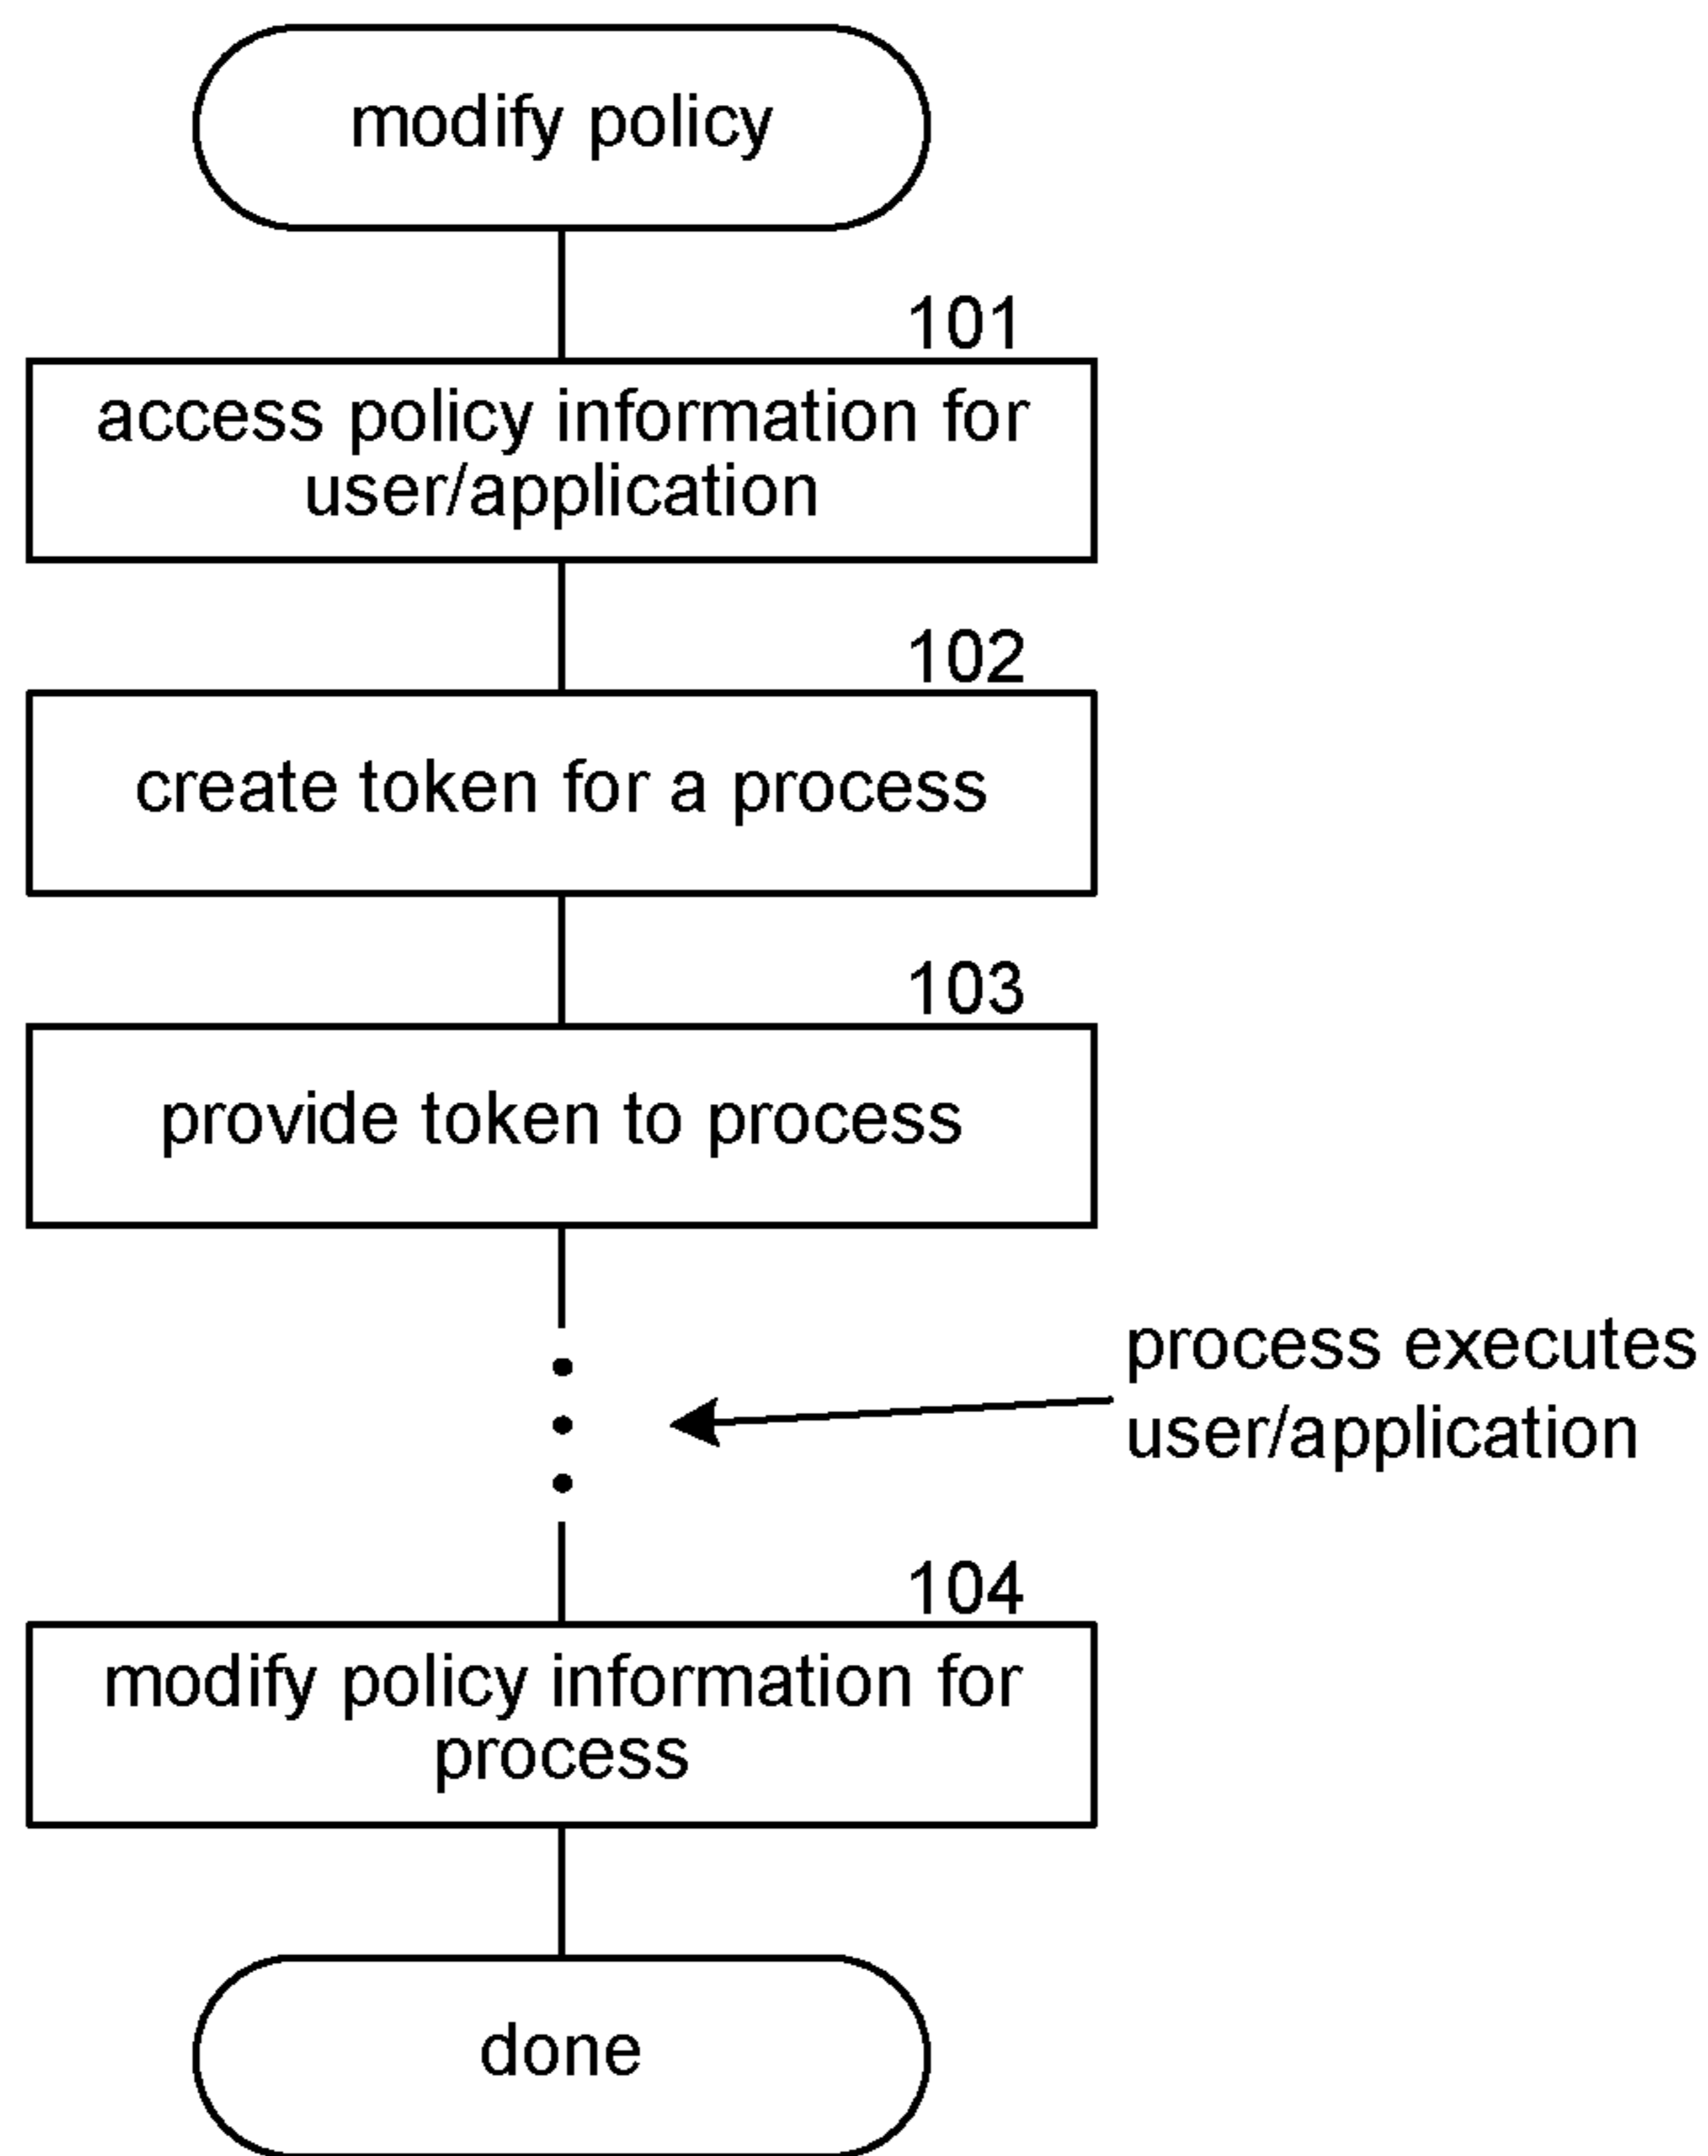 modify policy
101
access policy information for
user/application
102
create token for a process
103
provide token to process
process executes
user/application
104
modify policy information for
process
done